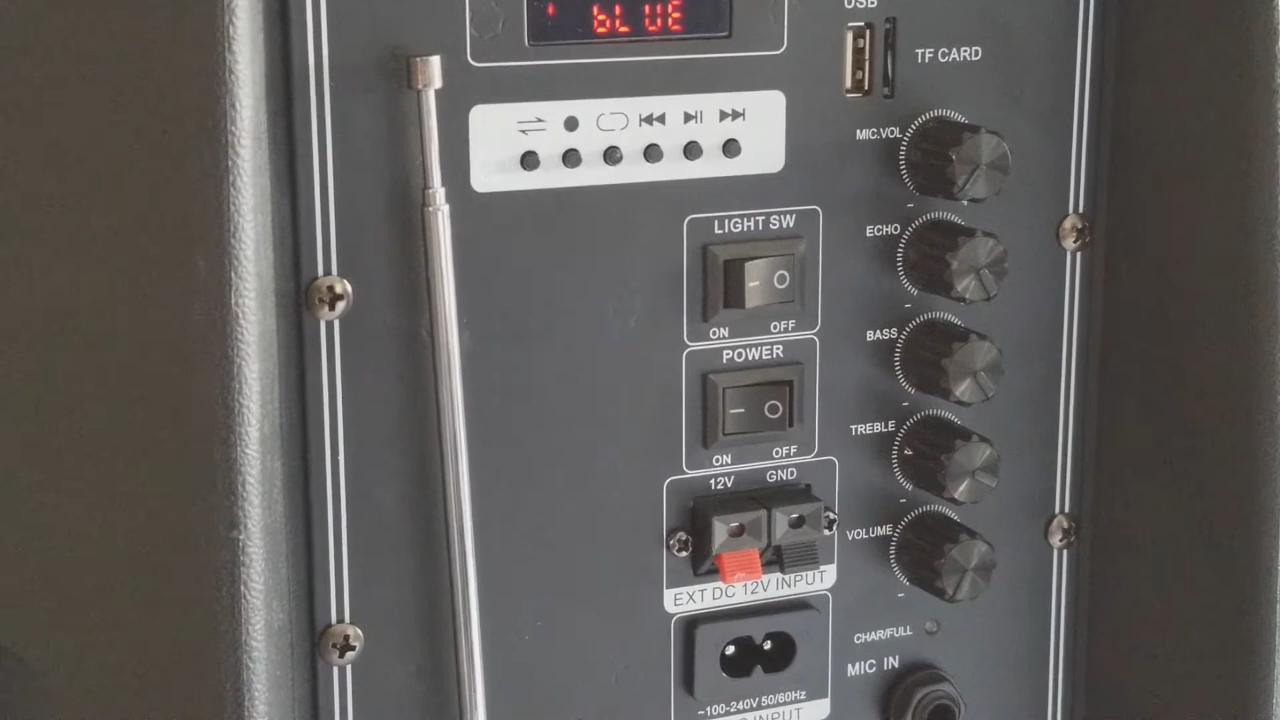 bLUE
USB
TF CARD
MIC.VOL
ECHO
BASS
TREBLE
VOLUME
LIGHT SW
ON OFF
POWER
ON OFF
12V GND
EXT DC 12V INPUT
~100-240V 50/60Hz
INPUT
CHAR/FULL
MIC IN